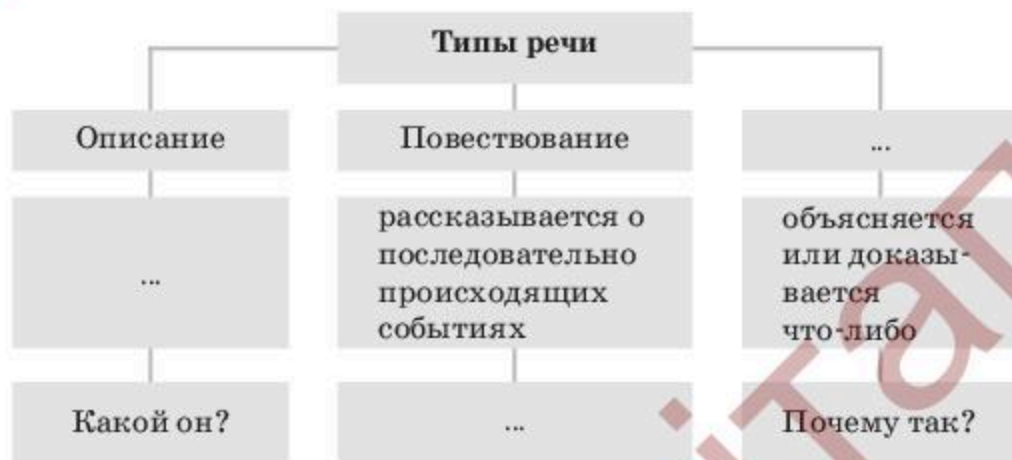 Типы речи
Описание
Повествование
...
...
рассказывается о
последовательно
происходящих
событиях
объясняется
или доказы-
вается
что-либо
Какой он?
...
Почему так?